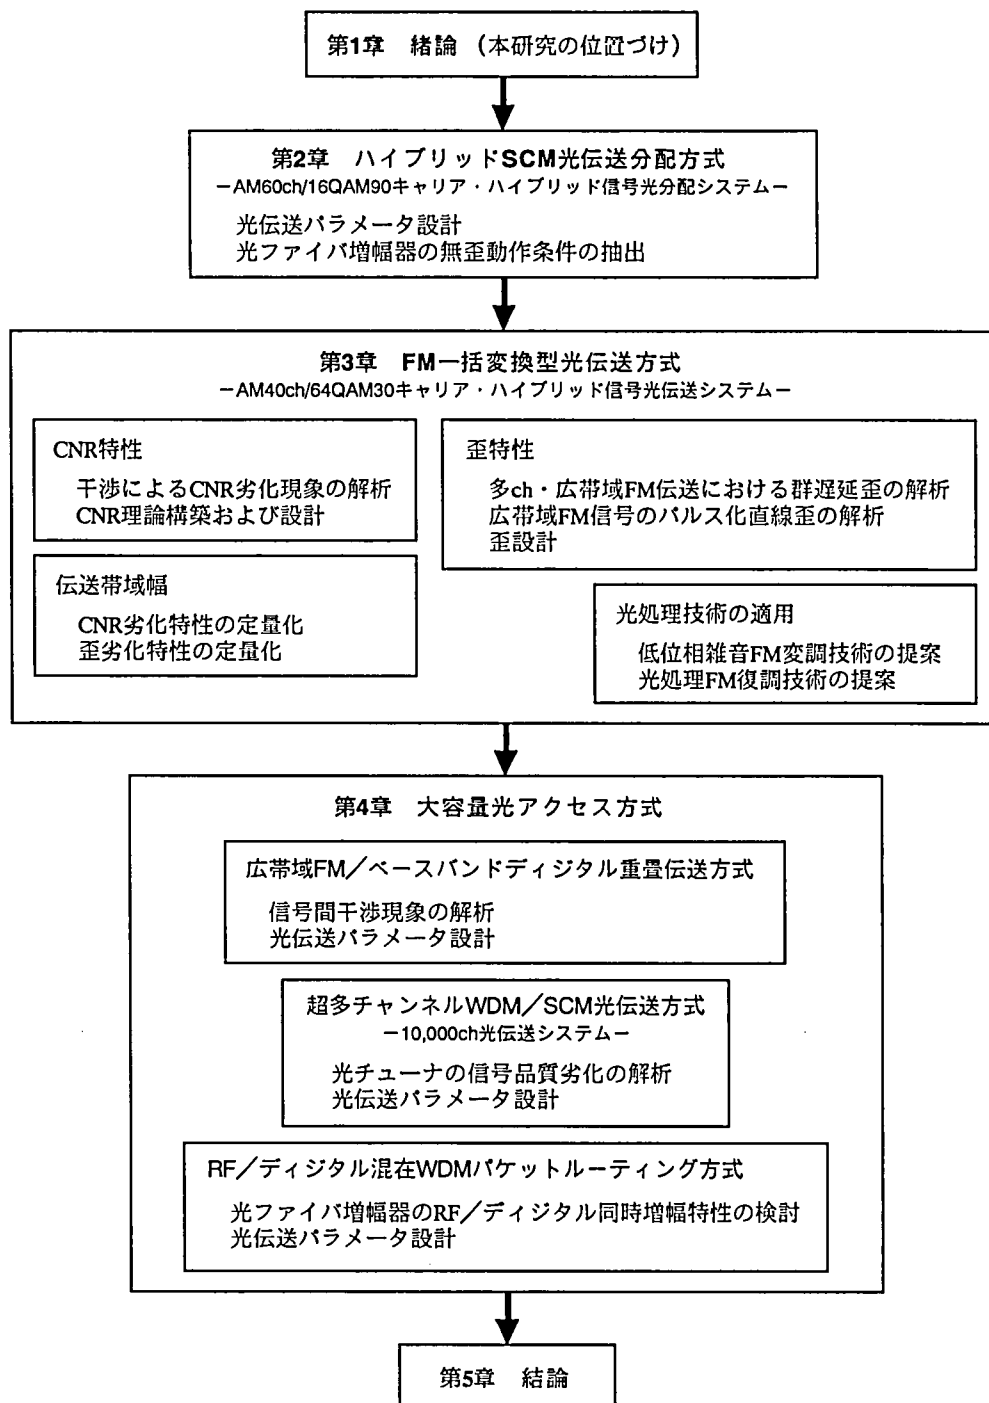 第1章　緒論（本研究の位置づけ）
第2章　ハイブリッドSCM光伝送分配方式
－AM60ch/16QAM90キャリア・ハイブリッド信号光分配システム－
光伝送パラメータ設計
光ファイバ増幅器の無歪動作条件の抽出
第3章　FM一括変換型光伝送方式
－AM40ch/64QAM30キャリア・ハイブリッド信号光伝送システム－
CNR特性
干渉によるCNR劣化現象の解析
CNR理論構築および設計
歪特性
多ch・広帯域FM伝送における群遅延歪の解析
広帯域FM信号のパルス化直線歪の解析
歪設計
伝送帯域幅
CNR劣化特性の定量化
歪劣化特性の定量化
光処理技術の適用
低位相雑音FM変調技術の提案
光処理FM復調技術の提案
第4章　大容量光アクセス方式
広帯域FM／ベースバンドディジタル重畳伝送方式
信号間干渉現象の解析
光伝送パラメータ設計
超多チャンネルWDM／SCM光伝送方式
－10,000ch光伝送システム－
光チューナの信号品質劣化の解析
光伝送パラメータ設計
RF／ディジタル混在WDMパケットルーティング方式
光ファイバ増幅器のRF／ディジタル同時増幅特性の検討
光伝送パラメータ設計
第5章　結論